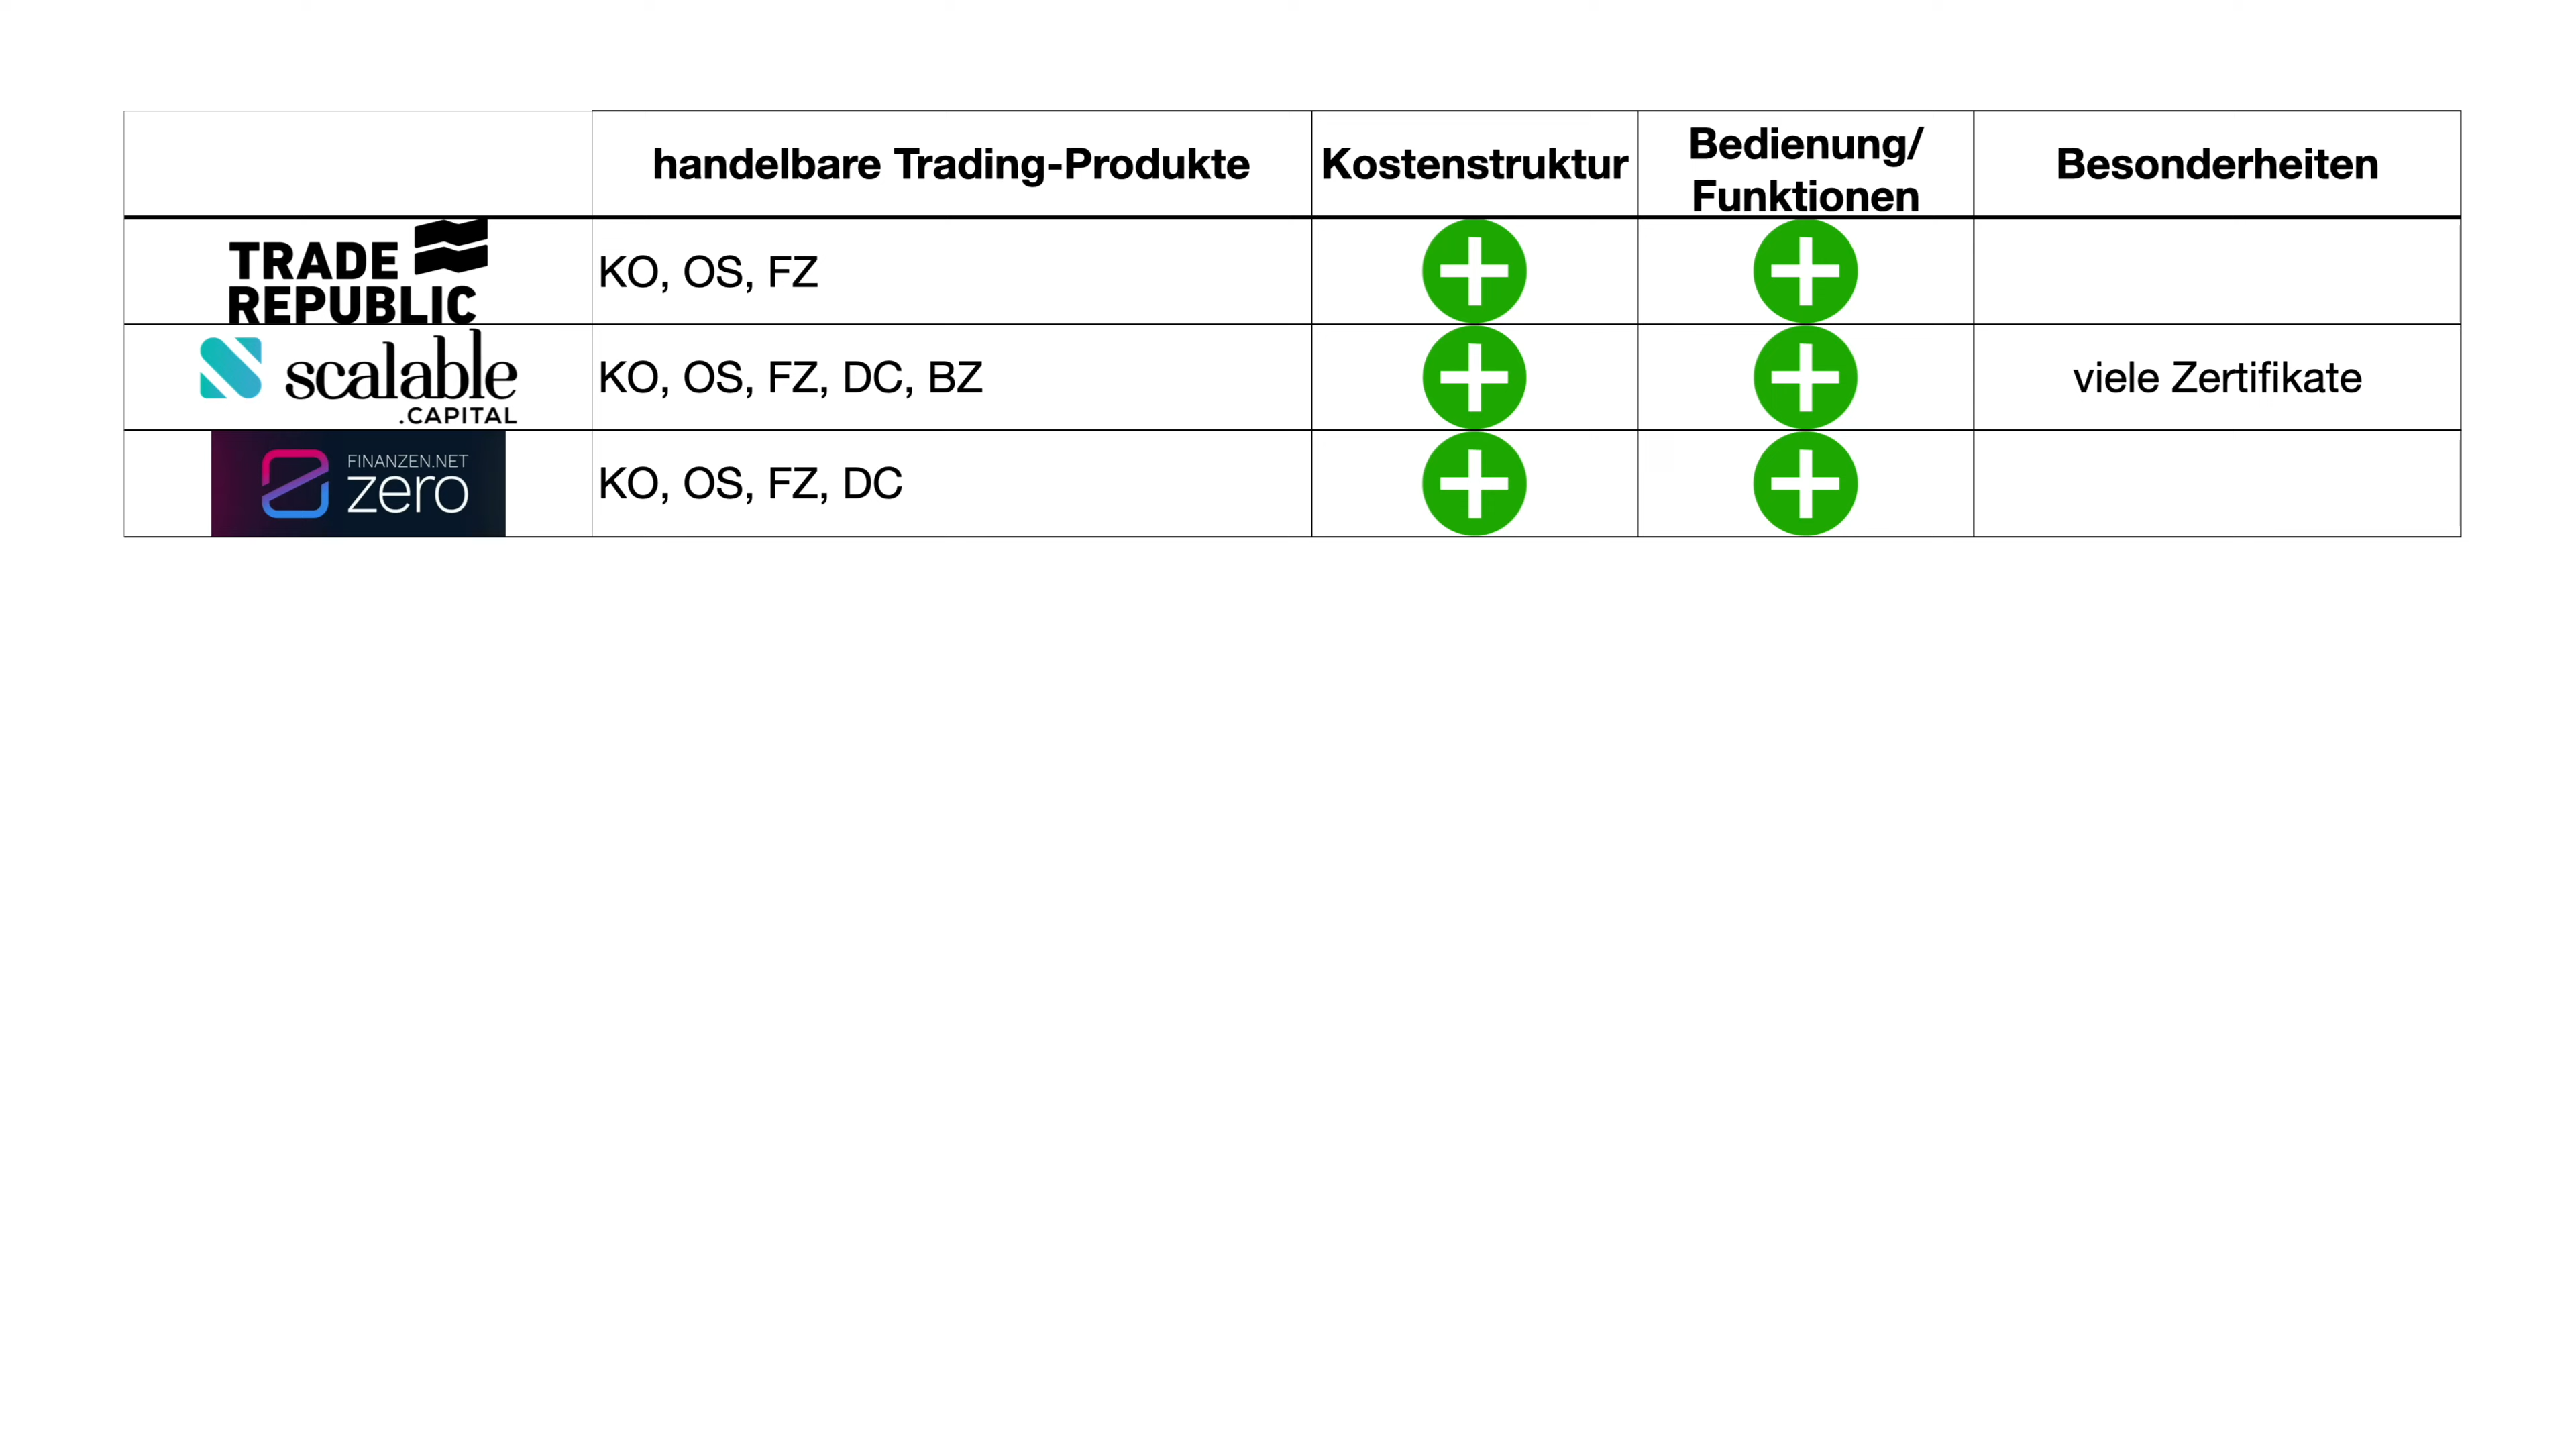 handelbare Trading-Produkte
Kostenstruktur
Bedienung/
Funktionen
Besonderheiten
TRADE
REPUBLIC
KO, OS, FZ
scalable
.CAPITAL
KO, OS, FZ, DC, BZ
viele Zertifikate
FINANZEN.NET
zero
KO, OS, FZ, DC